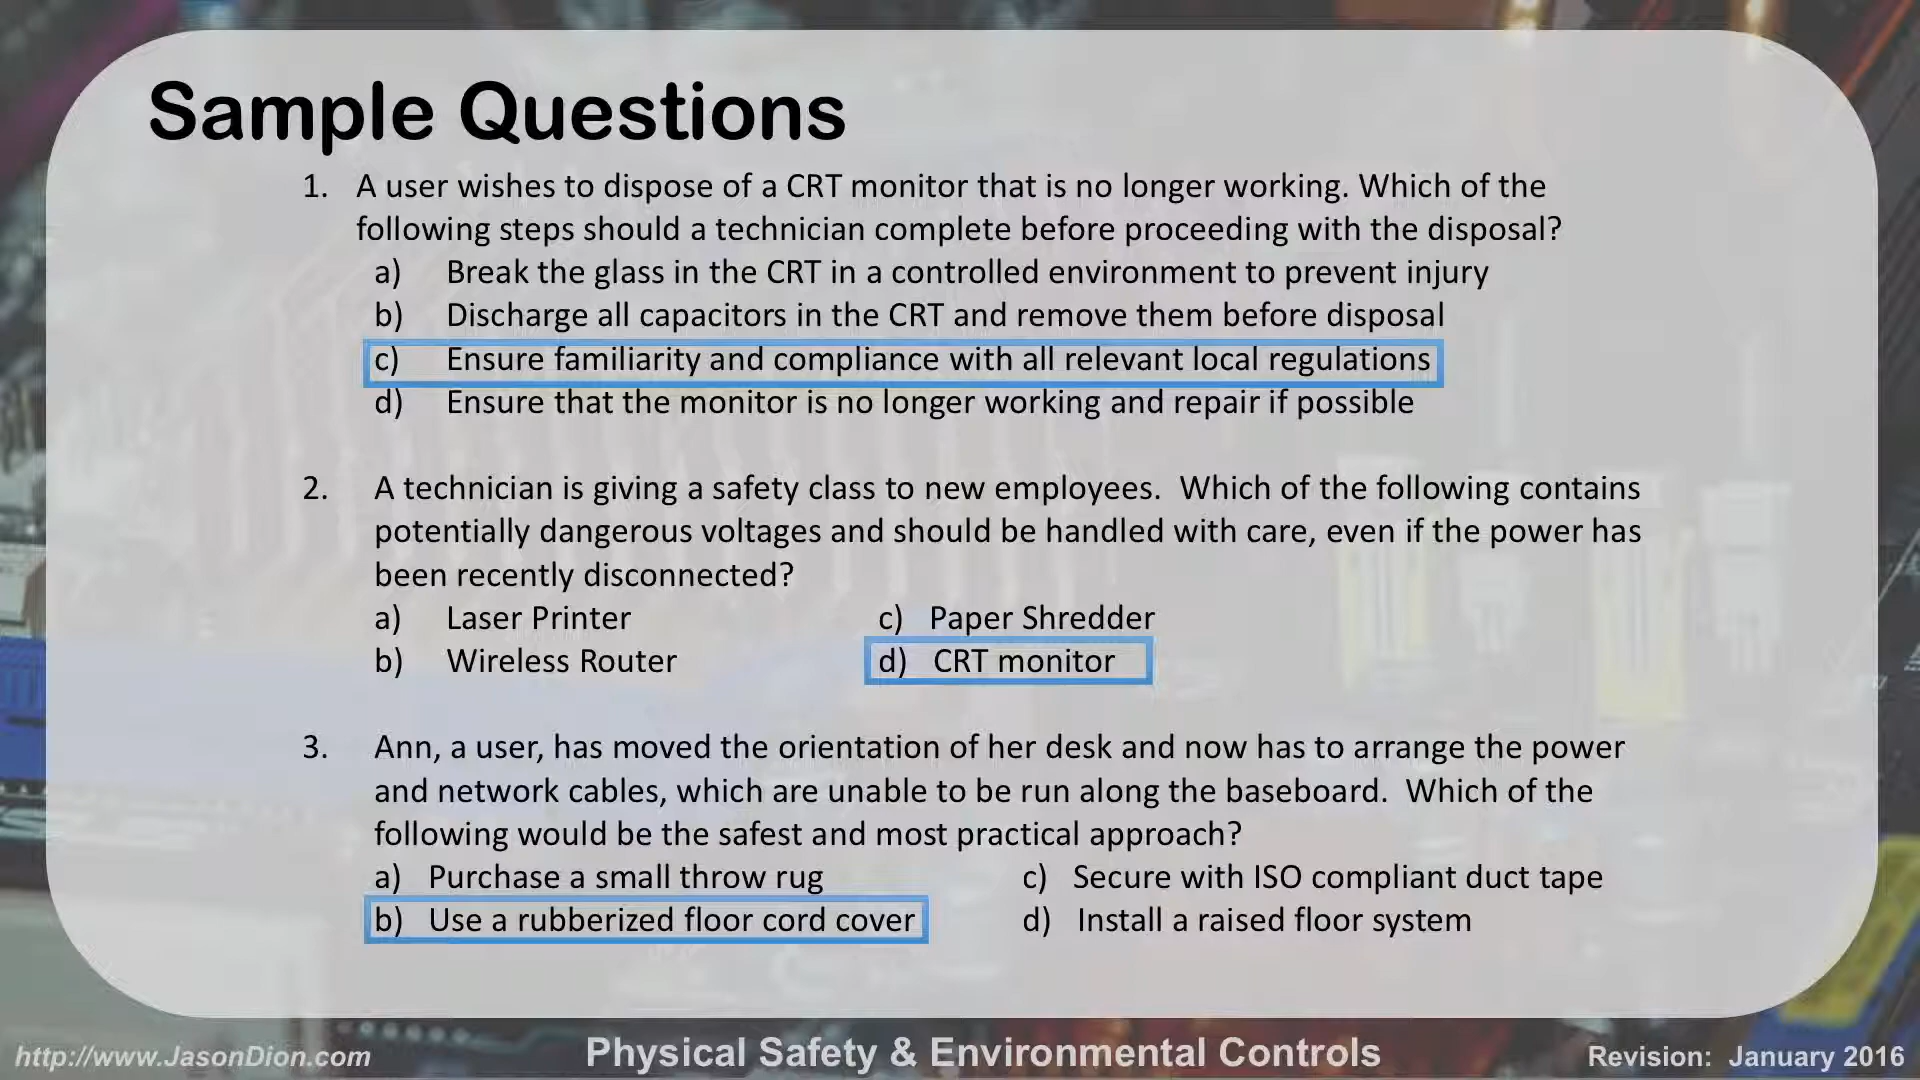 Sample Questions
1. A user wishes to dispose of a CRT monitor that is no longer working. Which of the
following steps should a technician complete before proceeding with the disposal?
a) Break the glass in the CRT in a controlled environment to prevent injury
b) Discharge all capacitors in the CRT and remove them before disposal
c) Ensure familiarity and compliance with all relevant local regulations
d) Ensure that the monitor is no longer working and repair if possible
2. A technician is giving a safety class to new employees. Which of the following contains
potentially dangerous voltages and should be handled with care, even if the power has
been recently disconnected?
a) Laser Printer c) Paper Shredder
b) Wireless Router d) CRT monitor
3. Ann, a user, has moved the orientation of her desk and now has to arrange the power
and network cables, which are unable to be run along the baseboard. Which of the
following would be the safest and most practical approach?
a) Purchase a small throw rug c) Secure with ISO compliant duct tape
b) Use a rubberized floor cord cover d) Install a raised floor system
http://www.JasonDion.com Physical Safety & Environmental Controls Revision: January 2016